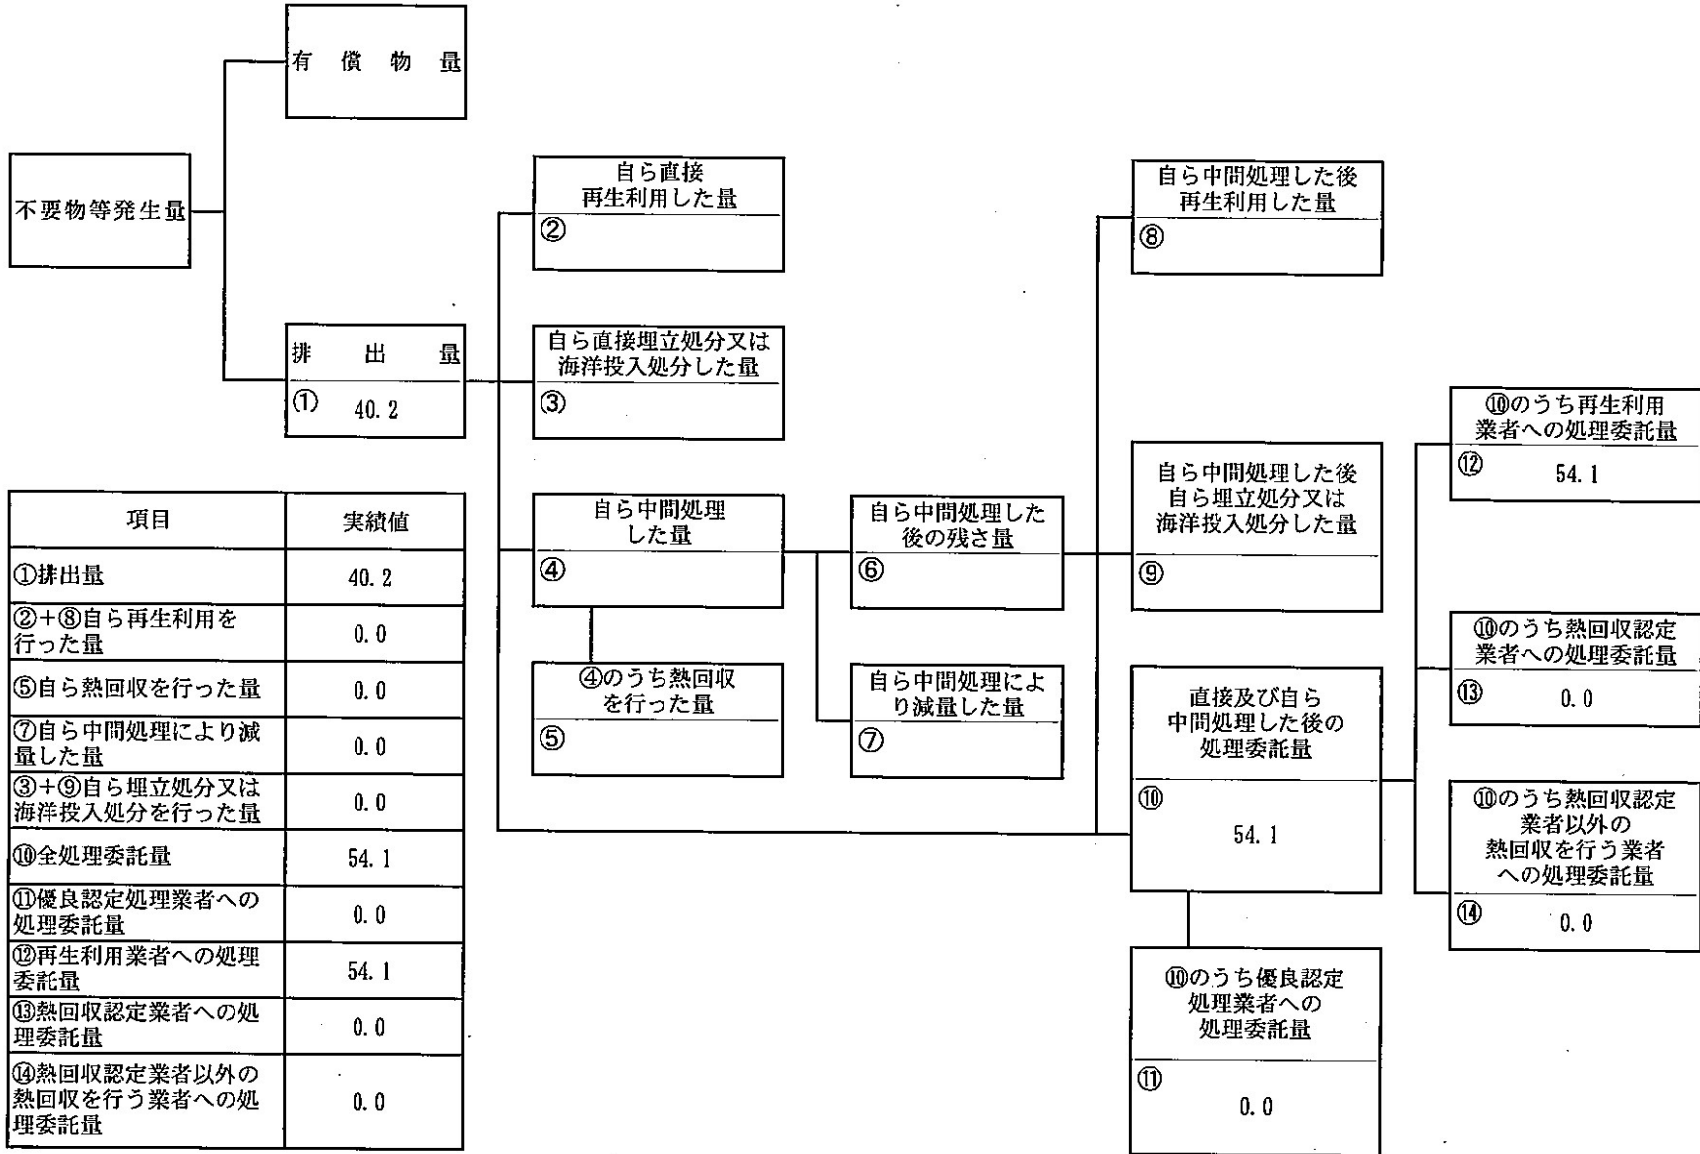 有償物量
不要物等発生量
排出量
① 40.2
自ら直接
再生利用した量
②
自ら直接埋立処分又は
海洋投入処分した量
③
自ら中間処理
した量
④
④のうち熱回収
を行った量
⑤
自ら中間処理した
後の残さ量
⑥
自ら中間処理によ
り減量した量
⑦
自ら中間処理した後
再生利用した量
⑧
自ら中間処理した後
自ら埋立処分又は
海洋投入処分した量
⑨
直接及び自ら
中間処理した後の
処理委託量
⑩
54.1
⑩のうち優良認定
処理業者への
処理委託量
⑪
0.0
⑩のうち再生利用
業者への処理委託量
⑫ 54.1
⑩のうち熱回収認定
業者への処理委託量
⑬ 0.0
⑩のうち熱回収認定
業者以外の
熱回収を行う業者
への処理委託量
⑭ 0.0
項目 実績値
①排出量 40.2
②+⑧自ら再生利用を
行った量 0.0
⑤自ら熱回収を行った量 0.0
⑦自ら中間処理により減
量した量 0.0
③+⑨自ら埋立処分又は
海洋投入処分を行った量 0.0
⑩全処理委託量 54.1
⑪優良認定処理業者への
処理委託量 0.0
⑫再生利用業者への処理
委託量 54.1
⑬熱回収認定業者への処
理委託量 0.0
⑭熱回収認定業者以外の
熱回収を行う業者への処
理委託量 0.0